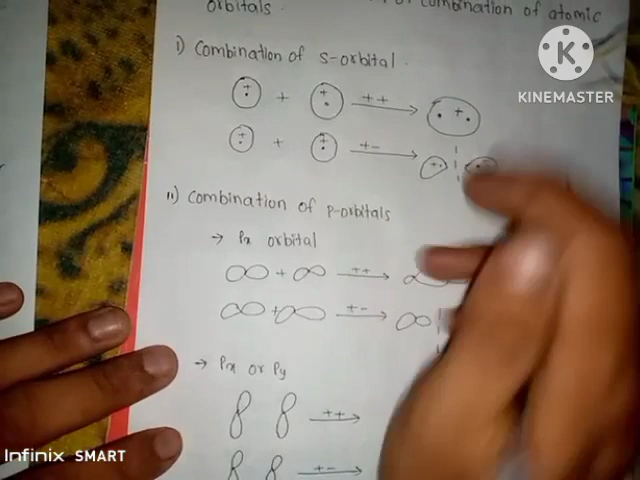 combination of atomic
orbitals.
i) Combination of s-orbital.
+ + + ++ +
+ + + +-
ii) Combination of p-orbitals
→ Px orbital
+ ++
+ +-
→ Px or Py
++
+-
K
KINEMASTER
Infinix SMART